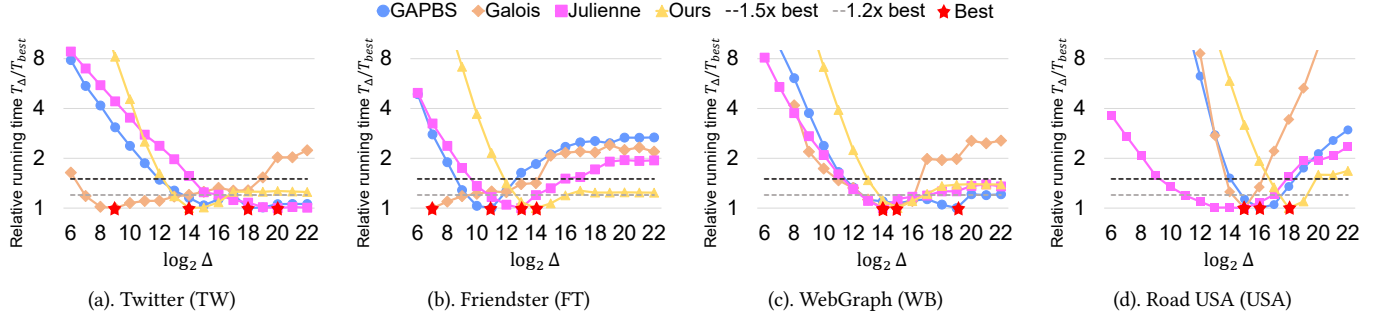 GAPBS Galois Julienne Ours --1.5x best --1.2x best Best
Relative running time T_Δ/T_best
8
4
2
1
6 8 10 12 14 16 18 20 22
log₂ Δ
(a). Twitter (TW)
Relative running time T_Δ/T_best
8
4
2
1
6 8 10 12 14 16 18 20 22
log₂ Δ
(b). Friendster (FT)
Relative running time T_Δ/T_best
8
4
2
1
6 8 10 12 14 16 18 20 22
log₂ Δ
(c). WebGraph (WB)
Relative running time T_Δ/T_best
8
4
2
1
6 8 10 12 14 16 18 20 22
log₂ Δ
(d). Road USA (USA)